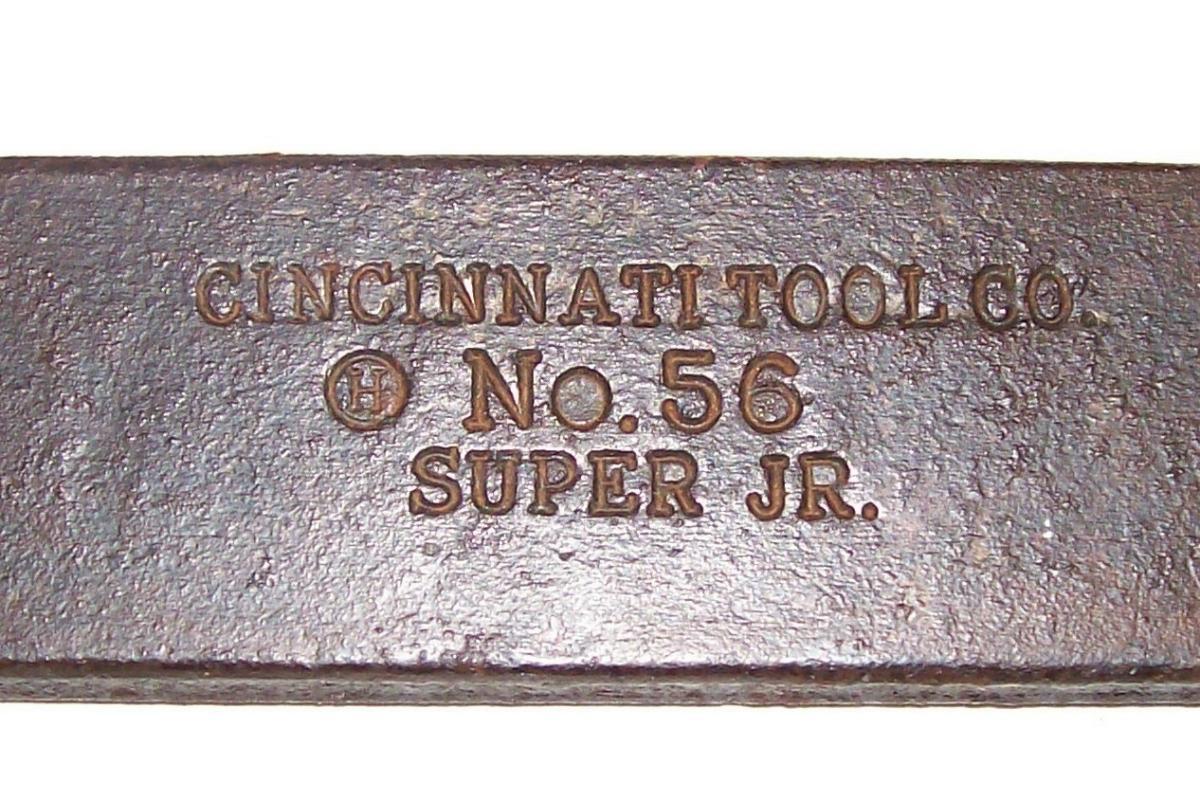 CINCINNATI TOOL CO.
Ⓗ No. 56
SUPER JR.